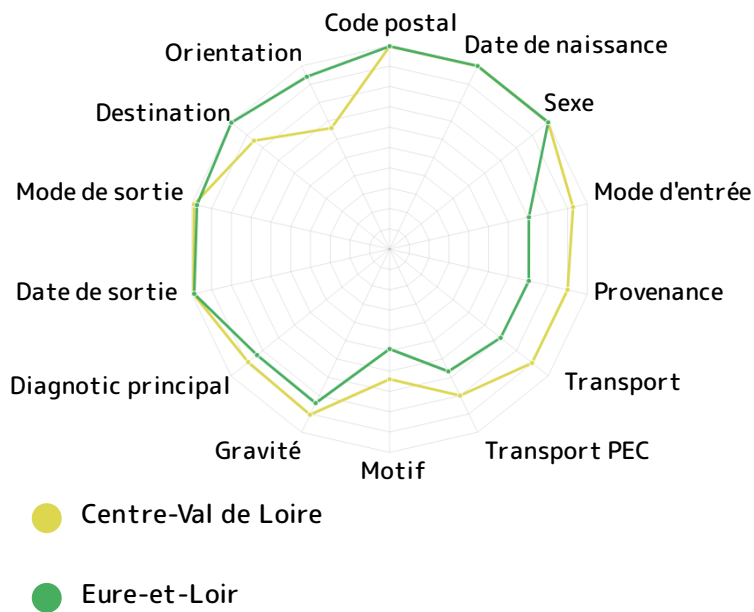 Code postal
Date de naissance
Orientation
Sexe
Destination
Mode de sortie
Mode d'entrée
Date de sortie
Provenance
Diagnotic principal
Transport
Gravité
Transport PEC
Motif
Centre-Val de Loire
Eure-et-Loir